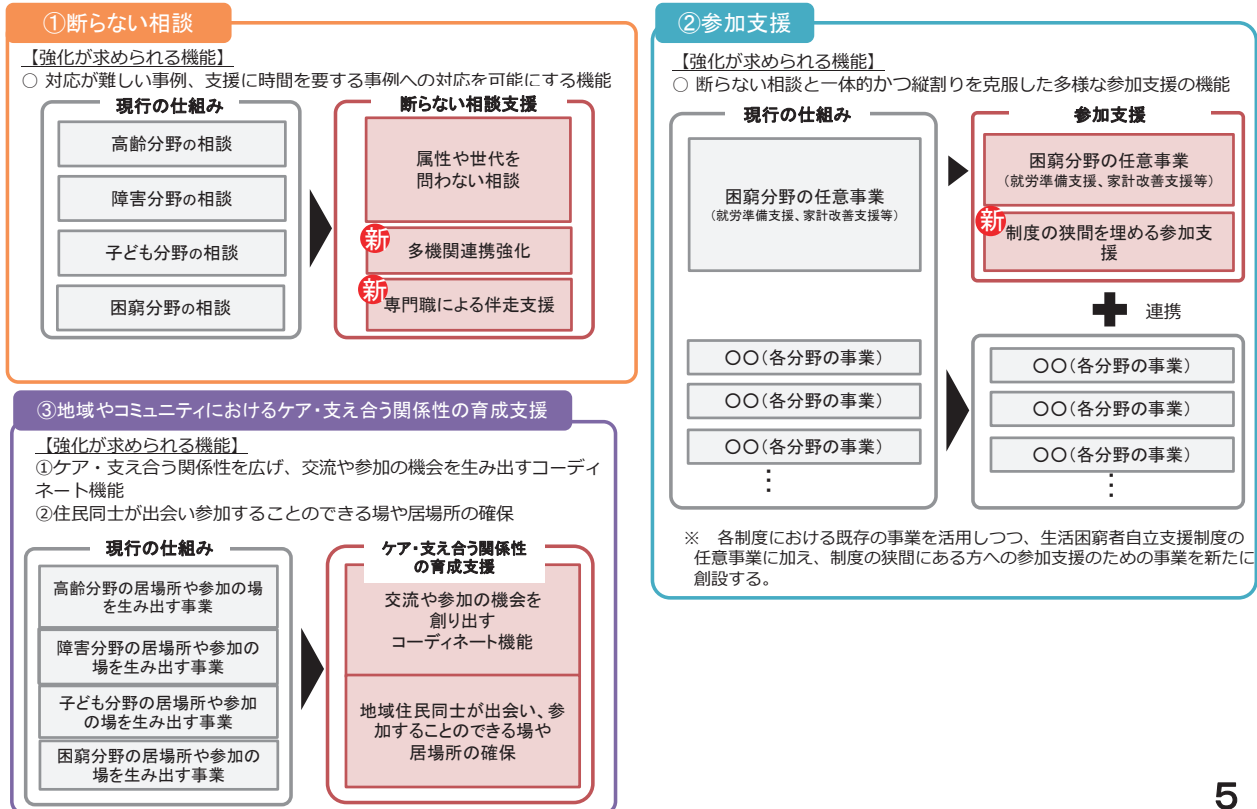 ①断らない相談
【強化が求められる機能】
○ 対応が難しい事例、支援に時間を要する事例への対応を可能にする機能
現行の仕組み
高齢分野の相談
障害分野の相談
子ども分野の相談
困窮分野の相談
断らない相談支援
属性や世代を
問わない相談
新
多機関連携強化
新
専門職による伴走支援
②参加支援
【強化が求められる機能】
○ 断らない相談と一体的かつ縦割りを克服した多様な参加支援の機能
現行の仕組み
困窮分野の任意事業
（就労準備支援、家計改善支援等）
〇〇（各分野の事業）
〇〇（各分野の事業）
〇〇（各分野の事業）
⋮
参加支援
困窮分野の任意事業
（就労準備支援、家計改善支援等）
新
制度の狭間を埋める参加支
援
連携
〇〇（各分野の事業）
〇〇（各分野の事業）
〇〇（各分野の事業）
⋮
※　各制度における既存の事業を活用しつつ、生活困窮者自立支援制度の
任意事業に加え、制度の狭間にある方への参加支援のための事業を新たに
創設する。
③地域やコミュニティにおけるケア・支え合う関係性の育成支援
【強化が求められる機能】
①ケア・支え合う関係性を広げ、交流や参加の機会を生み出すコーディ
ネート機能
②住民同士が出会い参加することのできる場や居場所の確保
現行の仕組み
高齢分野の居場所や参加の場
を生み出す事業
障害分野の居場所や参加の
場を生み出す事業
子ども分野の居場所や参加
の場を生み出す事業
困窮分野の居場所や参加の
場を生み出す事業
ケア・支え合う関係性
の育成支援
交流や参加の機会を
創り出す
コーディネート機能
地域住民同士が出会い、参
加することのできる場や
居場所の確保
5